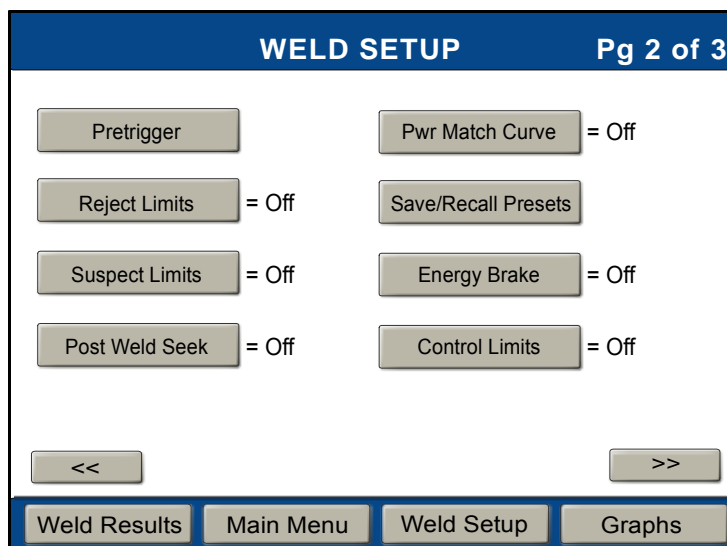 WELD SETUP Pg 2 of 3
Pretrigger Pwr Match Curve = Off
Reject Limits = Off Save/Recall Presets
Suspect Limits = Off Energy Brake = Off
Post Weld Seek = Off Control Limits = Off
<< >>
Weld Results Main Menu Weld Setup Graphs